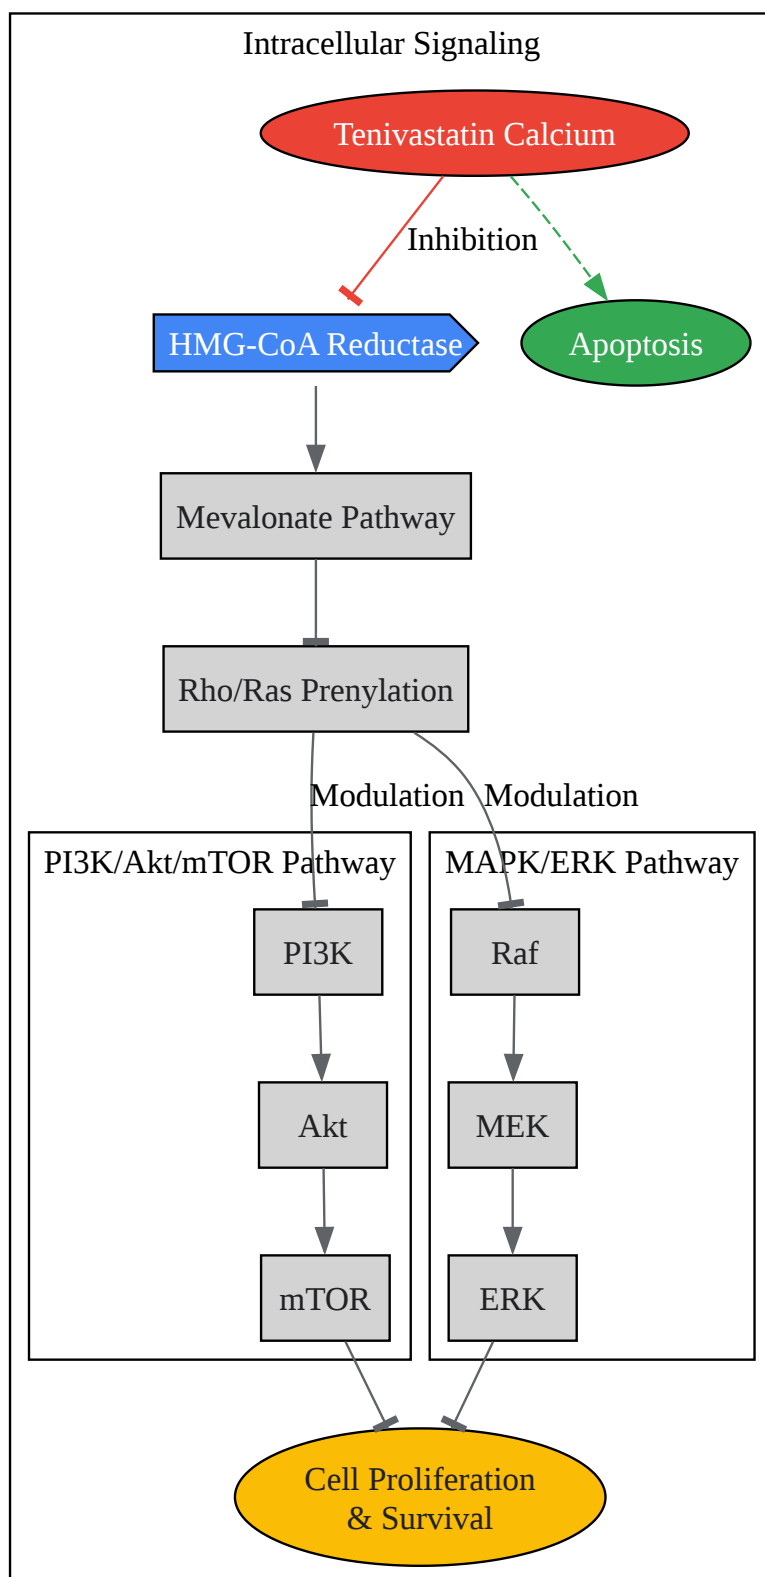 Intracellular Signaling
Tenivastatin Calcium
Inhibition
HMG-CoA Reductase
Apoptosis
Mevalonate Pathway
Rho/Ras Prenylation
Modulation
Modulation
PI3K/Akt/mTOR Pathway
MAPK/ERK Pathway
PI3K
Raf
Akt
MEK
mTOR
ERK
Cell Proliferation
& Survival